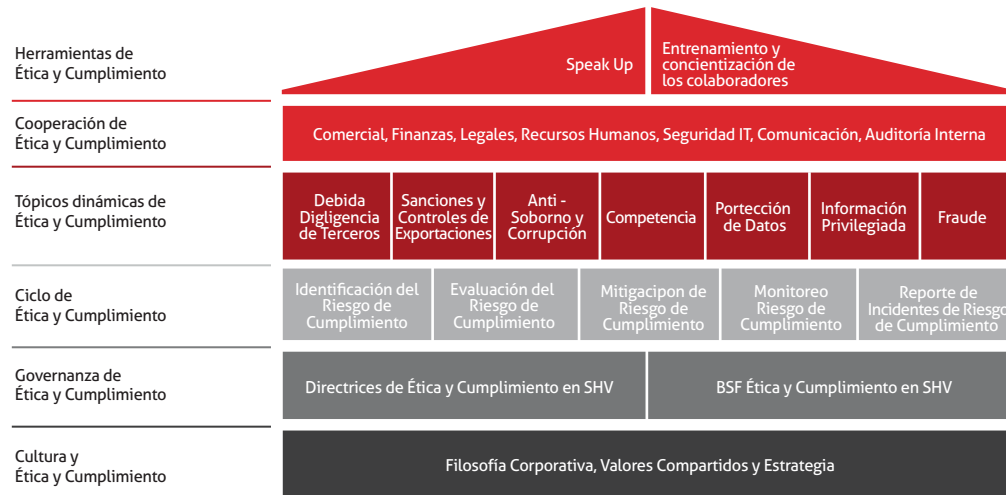 Herramientas de
Ética y Cumplimiento
Speak Up
Entrenamiento y
concientización de
los colaboradores
Cooperación de
Ética y Cumplimiento
Comercial, Finanzas, Legales, Recursos Humanos, Seguridad IT, Comunicación, Auditoría Interna
Tópicos dinámicas de
Ética y Cumplimiento
Debida
Digligencia
de Terceros
Sanciones y
Controles de
Exportaciones
Anti -
Soborno y
Corrupción
Competencia
Portección
de Datos
Información
Privilegiada
Fraude
Ciclo de
Ética y Cumplimiento
Identificación del
Riesgo de
Cumplimiento
Evaluación del
Riesgo de
Cumplimiento
Mitigacipon de
Riesgo de
Cumplimiento
Monitoreo
Riesgo de
Cumplimiento
Reporte de
Incidentes de Riesgo
de Cumplimiento
Governanza de
Ética y Cumplimiento
Directrices de Ética y Cumplimiento en SHV
BSF Ética y Cumplimiento en SHV
Cultura y
Ética y Cumplimiento
Filosofía Corporativa, Valores Compartidos y Estrategia